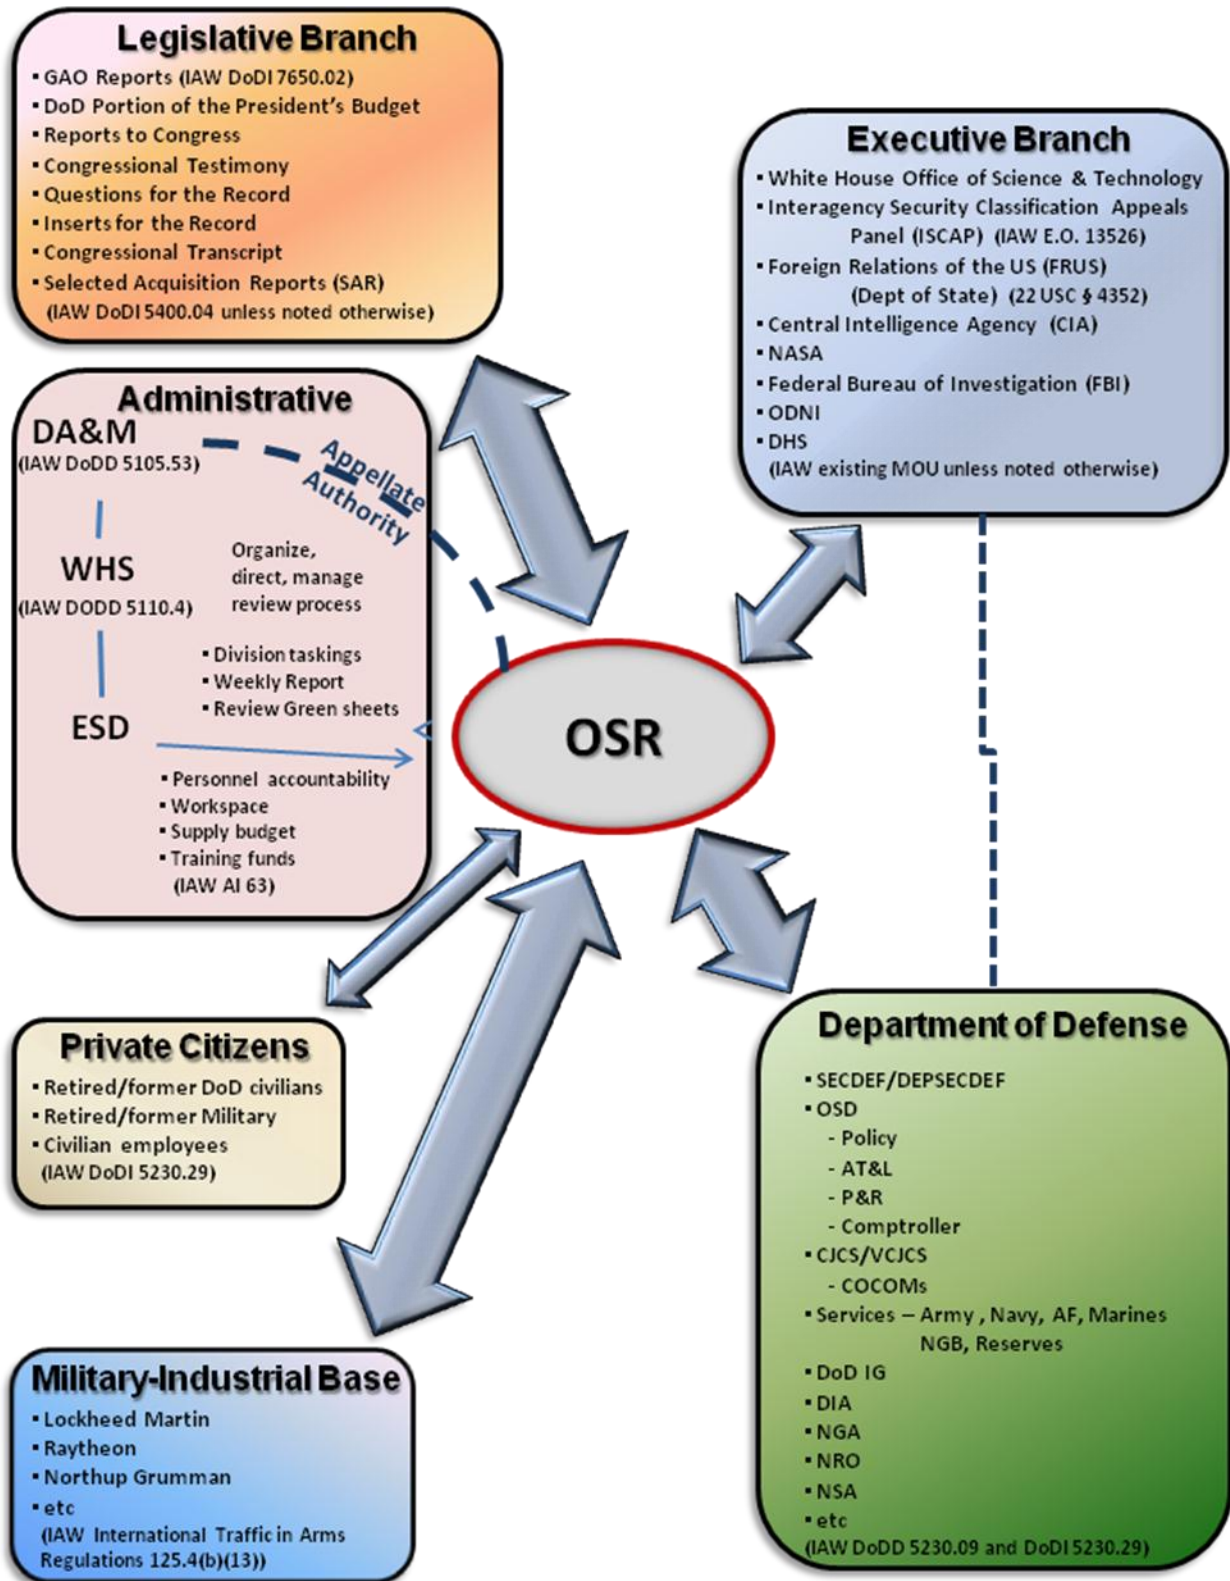 Legislative Branch
▪ GAO Reports (IAW DoDI 7650.02)
▪ DoD Portion of the President's Budget
▪ Reports to Congress
▪ Congressional Testimony
▪ Questions for the Record
▪ Inserts for the Record
▪ Congressional Transcript
▪ Selected Acquisition Reports (SAR)
(IAW DoDI 5400.04 unless noted otherwise)
Executive Branch
▪ White House Office of Science & Technology
▪ Interagency Security Classification Appeals
Panel (ISCAP) (IAW E.O. 13526)
▪ Foreign Relations of the US (FRUS)
(Dept of State) (22 USC § 4352)
▪ Central Intelligence Agency (CIA)
▪ NASA
▪ Federal Bureau of Investigation (FBI)
▪ ODNI
▪ DHS
(IAW existing MOU unless noted otherwise)
Administrative
DA&M
(IAW DoDD 5105.53)
Appellate
Authority
WHS
(IAW DODD 5110.4)
Organize,
direct, manage
review process
▪ Division taskings
▪ Weekly Report
▪ Review Green sheets
ESD
▪ Personnel accountability
▪ Workspace
▪ Supply budget
▪ Training funds
(IAW AI 63)
OSR
Private Citizens
▪ Retired/former DoD civilians
▪ Retired/former Military
▪ Civilian employees
(IAW DoDI 5230.29)
Military-Industrial Base
▪ Lockheed Martin
▪ Raytheon
▪ Northup Grumman
▪ etc
(IAW International Traffic in Arms
Regulations 125.4(b)(13))
Department of Defense
▪ SECDEF/DEPSECDEF
▪ OSD
- Policy
- AT&L
- P&R
- Comptroller
▪ CJCS/VCJCS
- COCOMs
▪ Services – Army , Navy, AF, Marines
NGB, Reserves
▪ DoD IG
▪ DIA
▪ NGA
▪ NRO
▪ NSA
▪ etc
(IAW DoDD 5230.09 and DoDI 5230.29)